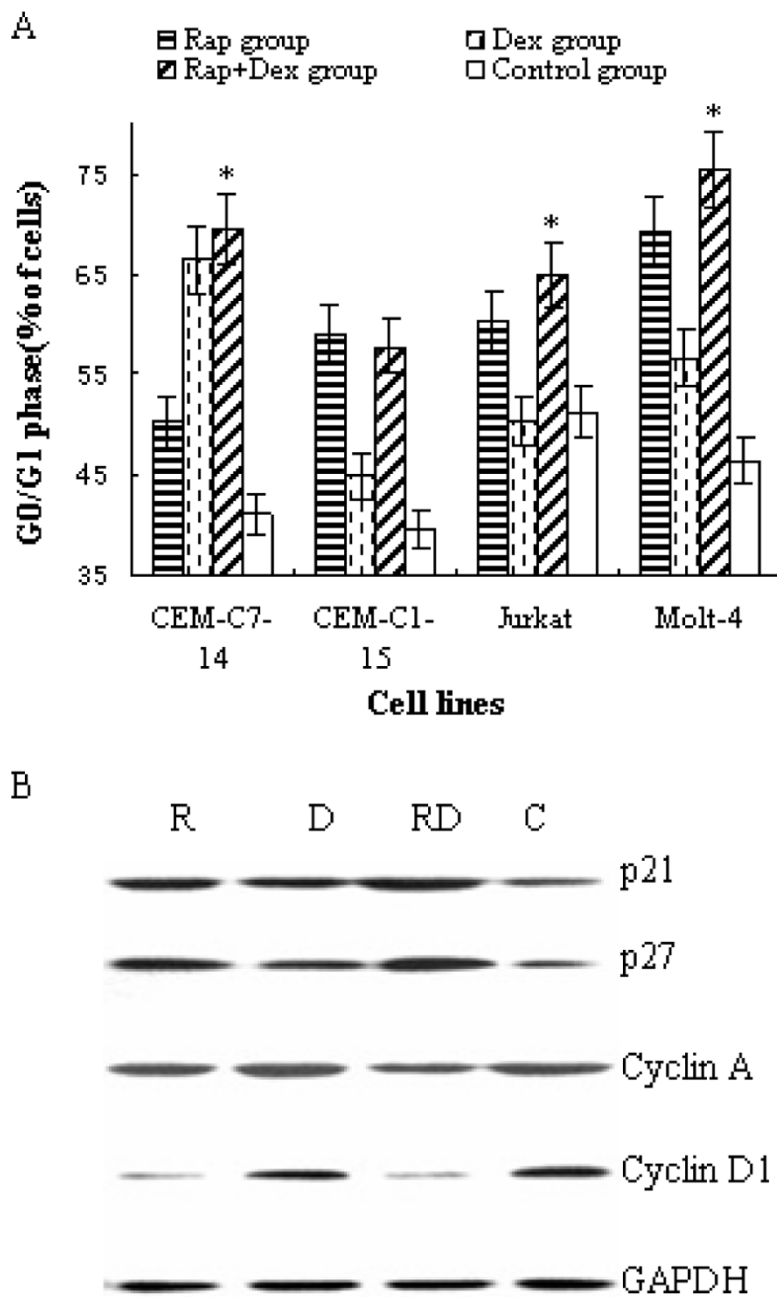 A
Rap group
Dex group
Rap+Dex group
Control group
*
*
*
75
65
55
45
35
G0/G1 phase(%of cells)
CEM-C7-14
CEM-C1-15
Jurkat
Molt-4
Cell lines
B
R D RD C
p21
p27
Cyclin A
Cyclin D1
GAPDH